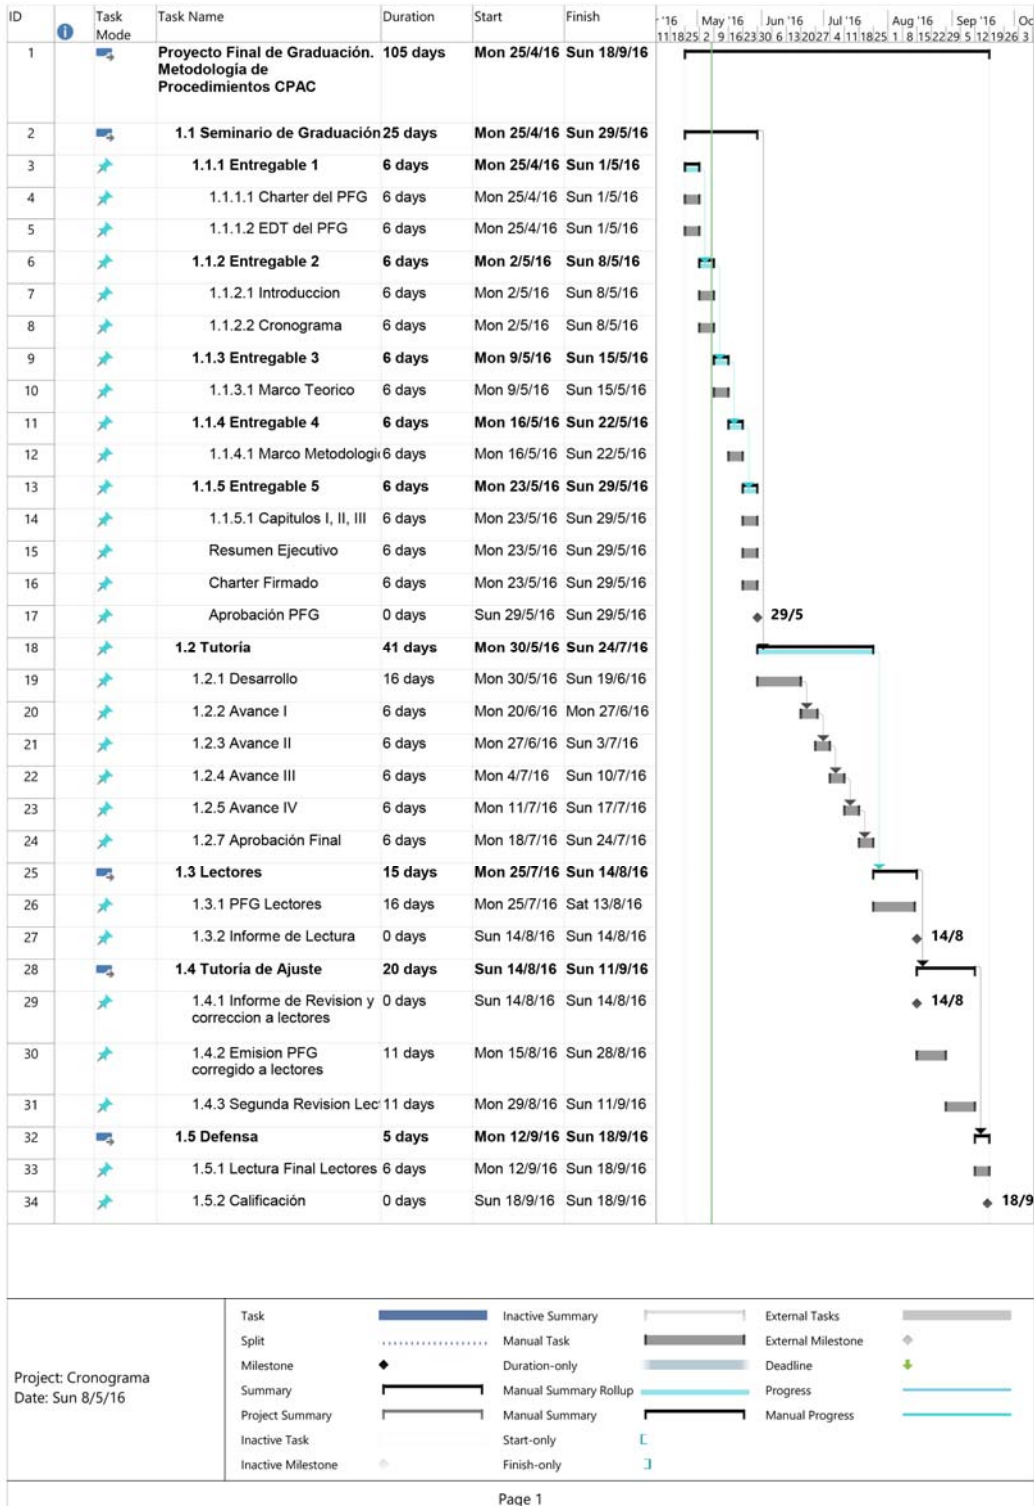 ID Task Mode Task Name Duration Start Finish '16 May '16 Jun '16 Jul '16 Aug '16 Sep '16 Oc
11 18 25 2 9 16 23 30 6 13 20 27 4 11 18 25 1 8 15 22 29 5 12 19 26 3
1 Proyecto Final de Graduación. 105 days Mon 25/4/16 Sun 18/9/16
Metodología de
Procedimientos CPAC
2 1.1 Seminario de Graduación 25 days Mon 25/4/16 Sun 29/5/16
3 1.1.1 Entregable 1 6 days Mon 25/4/16 Sun 1/5/16
4 1.1.1.1 Charter del PFG 6 days Mon 25/4/16 Sun 1/5/16
5 1.1.1.2 EDT del PFG 6 days Mon 25/4/16 Sun 1/5/16
6 1.1.2 Entregable 2 6 days Mon 2/5/16 Sun 8/5/16
7 1.1.2.1 Introduccion 6 days Mon 2/5/16 Sun 8/5/16
8 1.1.2.2 Cronograma 6 days Mon 2/5/16 Sun 8/5/16
9 1.1.3 Entregable 3 6 days Mon 9/5/16 Sun 15/5/16
10 1.1.3.1 Marco Teorico 6 days Mon 9/5/16 Sun 15/5/16
11 1.1.4 Entregable 4 6 days Mon 16/5/16 Sun 22/5/16
12 1.1.4.1 Marco Metodologic 6 days Mon 16/5/16 Sun 22/5/16
13 1.1.5 Entregable 5 6 days Mon 23/5/16 Sun 29/5/16
14 1.1.5.1 Capitulos I, II, III 6 days Mon 23/5/16 Sun 29/5/16
15 Resumen Ejecutivo 6 days Mon 23/5/16 Sun 29/5/16
16 Charter Firmado 6 days Mon 23/5/16 Sun 29/5/16
17 Aprobación PFG 0 days Sun 29/5/16 Sun 29/5/16 29/5
18 1.2 Tutoría 41 days Mon 30/5/16 Sun 24/7/16
19 1.2.1 Desarrollo 16 days Mon 30/5/16 Sun 19/6/16
20 1.2.2 Avance I 6 days Mon 20/6/16 Mon 27/6/16
21 1.2.3 Avance II 6 days Mon 27/6/16 Sun 3/7/16
22 1.2.4 Avance III 6 days Mon 4/7/16 Sun 10/7/16
23 1.2.5 Avance IV 6 days Mon 11/7/16 Sun 17/7/16
24 1.2.7 Aprobación Final 6 days Mon 18/7/16 Sun 24/7/16
25 1.3 Lectores 15 days Mon 25/7/16 Sun 14/8/16
26 1.3.1 PFG Lectores 16 days Mon 25/7/16 Sat 13/8/16
27 1.3.2 Informe de Lectura 0 days Sun 14/8/16 Sun 14/8/16 14/8
28 1.4 Tutoría de Ajuste 20 days Sun 14/8/16 Sun 11/9/16
29 1.4.1 Informe de Revision y 0 days Sun 14/8/16 Sun 14/8/16 14/8
correccion a lectores
30 1.4.2 Emision PFG 11 days Mon 15/8/16 Sun 28/8/16
corregido a lectores
31 1.4.3 Segunda Revision Lec 11 days Mon 29/8/16 Sun 11/9/16
32 1.5 Defensa 5 days Mon 12/9/16 Sun 18/9/16
33 1.5.1 Lectura Final Lectores 6 days Mon 12/9/16 Sun 18/9/16
34 1.5.2 Calificación 0 days Sun 18/9/16 Sun 18/9/16 18/9
Project: Cronograma
Date: Sun 8/5/16
Task Inactive Summary External Tasks
Split Manual Task External Milestone
Milestone Duration-only Deadline
Summary Manual Summary Rollup Progress
Project Summary Manual Summary Manual Progress
Inactive Task Start-only
Inactive Milestone Finish-only
Page 1